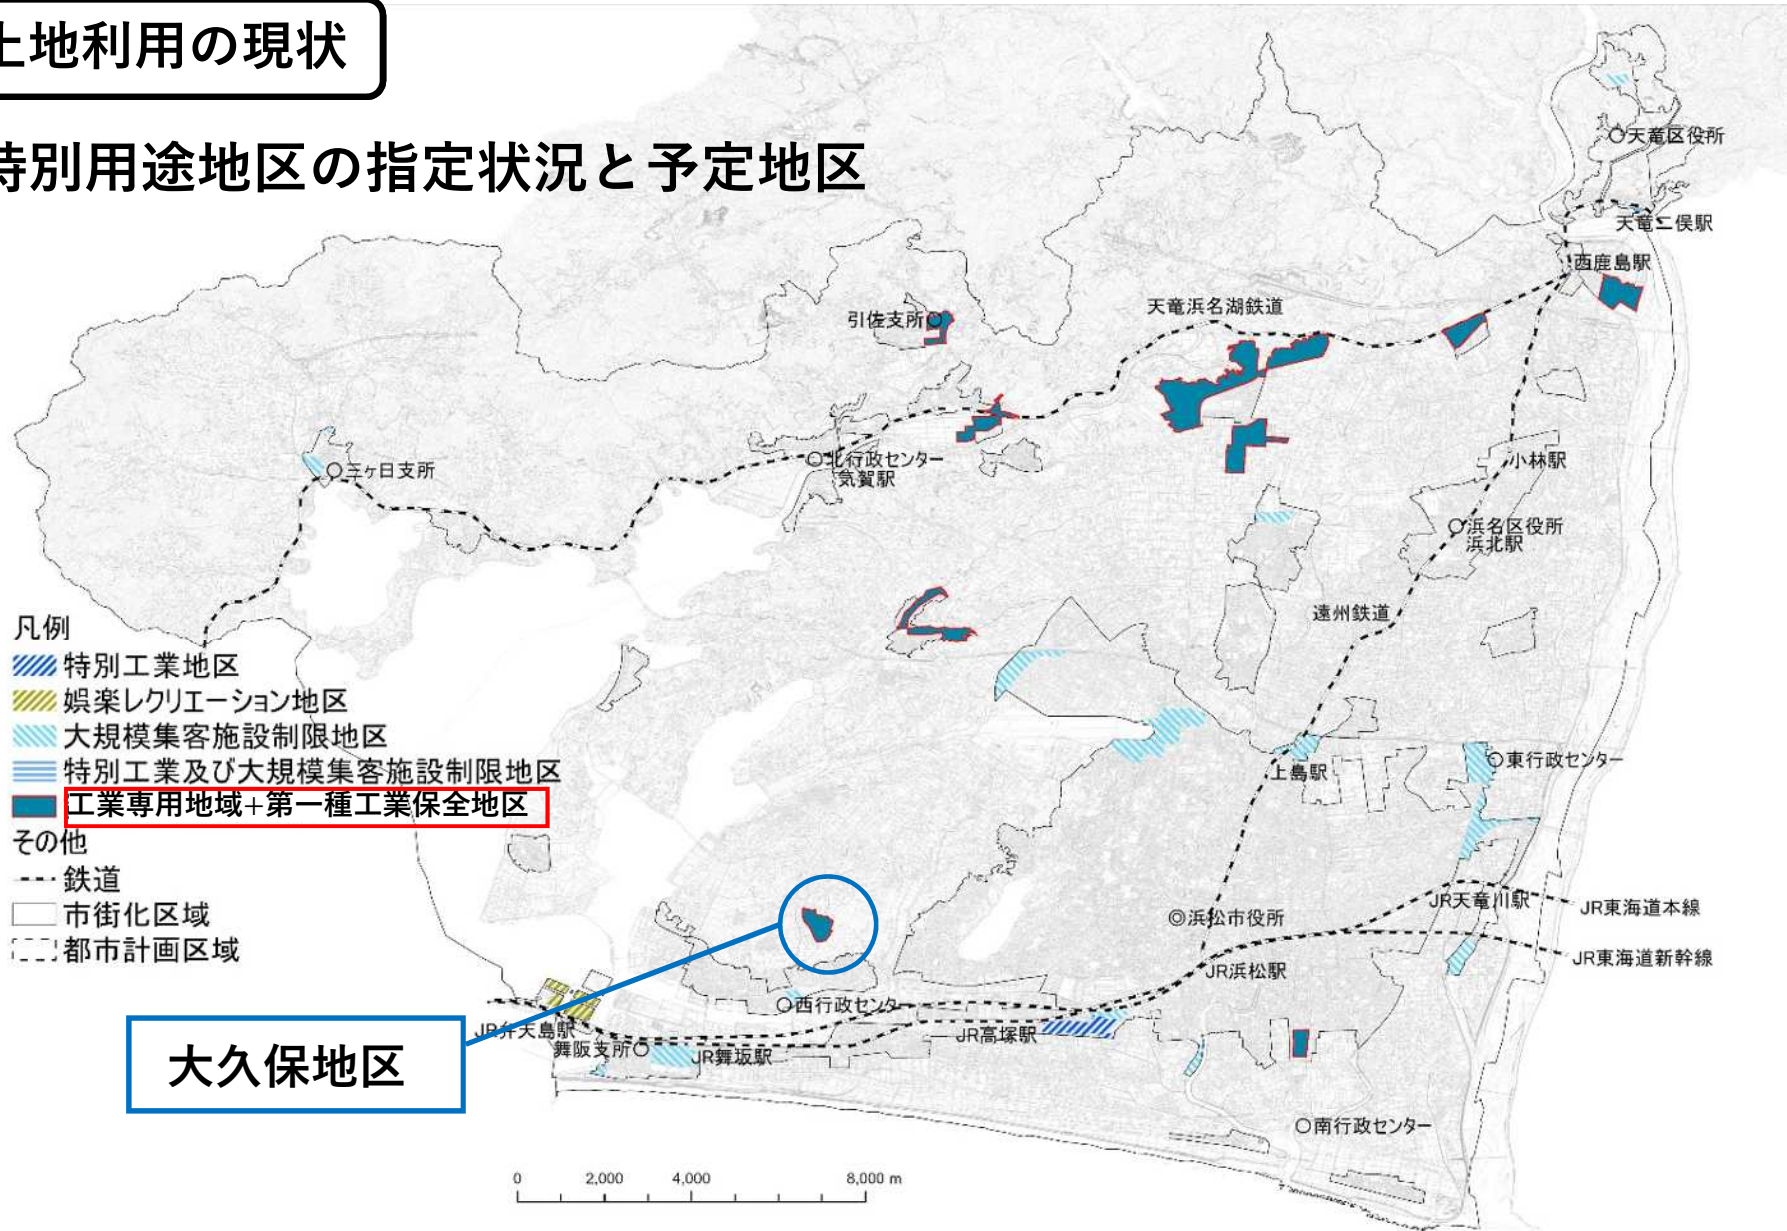 土地利用の現状
特別用途地区の指定状況と予定地区
天竜区役所
天竜二俣駅
西鹿島駅
天竜浜名湖鉄道
引佐支所
三ヶ日支所
北行政センター
気賀駅
小林駅
浜名区役所
浜北駅
遠州鉄道
凡例
特別工業地区
娯楽レクリエーション地区
大規模集客施設制限地区
特別工業及び大規模集客施設制限地区
工業専用地域+第一種工業保全地区
その他
鉄道
市街化区域
都市計画区域
上島駅
東行政センター
JR天竜川駅
JR東海道本線
浜松市役所
JR東海道新幹線
JR浜松駅
西行政センター
JR弁天島駅
舞阪支所
JR舞坂駅
JR高塚駅
大久保地区
南行政センター
0 2,000 4,000 8,000 m